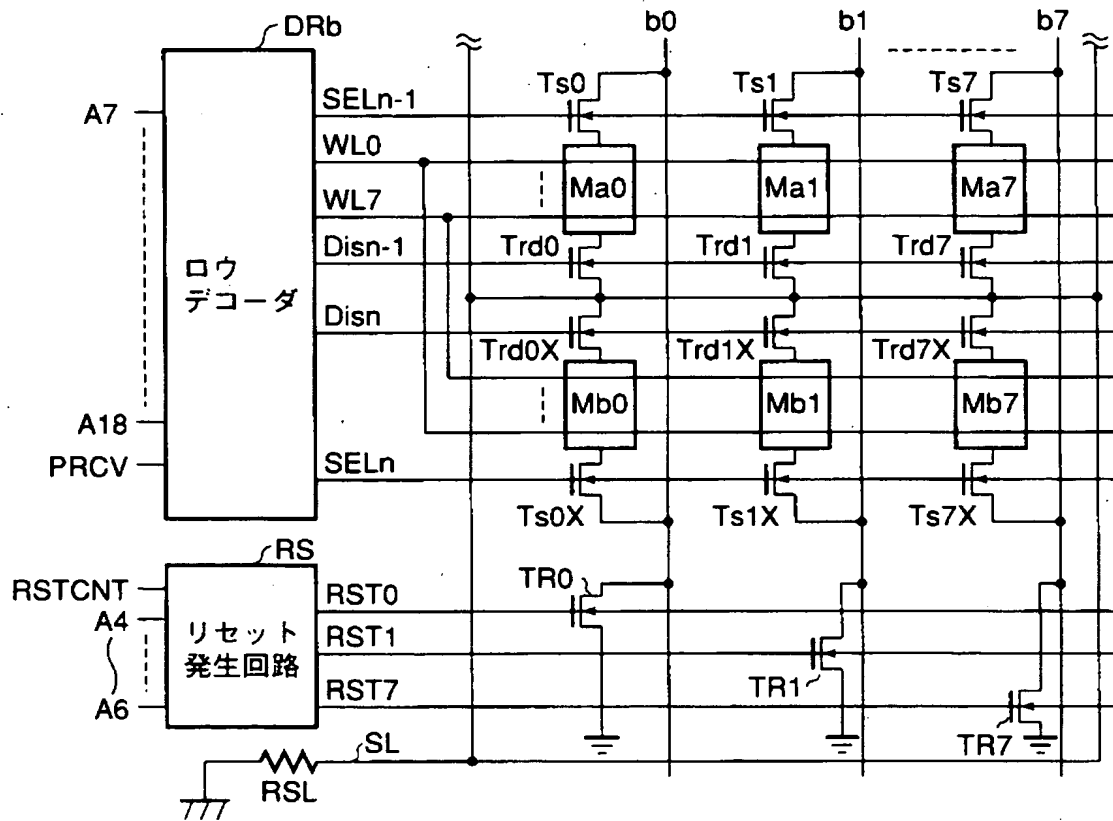 DRb
b0
b1
b7
Ts0
Ts1
Ts7
A7
SELn-1
WL0
Ma0
Ma1
Ma7
WL7
Disn-1
Trd0
Trd1
Trd7
ロウ
デコーダ
Disn
Trd0X
Trd1X
Trd7X
Mb0
Mb1
Mb7
A18
PRCV
SELn
Ts0X
Ts1X
Ts7X
RS
RSTCNT
TR0
A4
RST0
リセット
発生回路
RST1
TR1
A6
RST7
TR7
SL
RSL